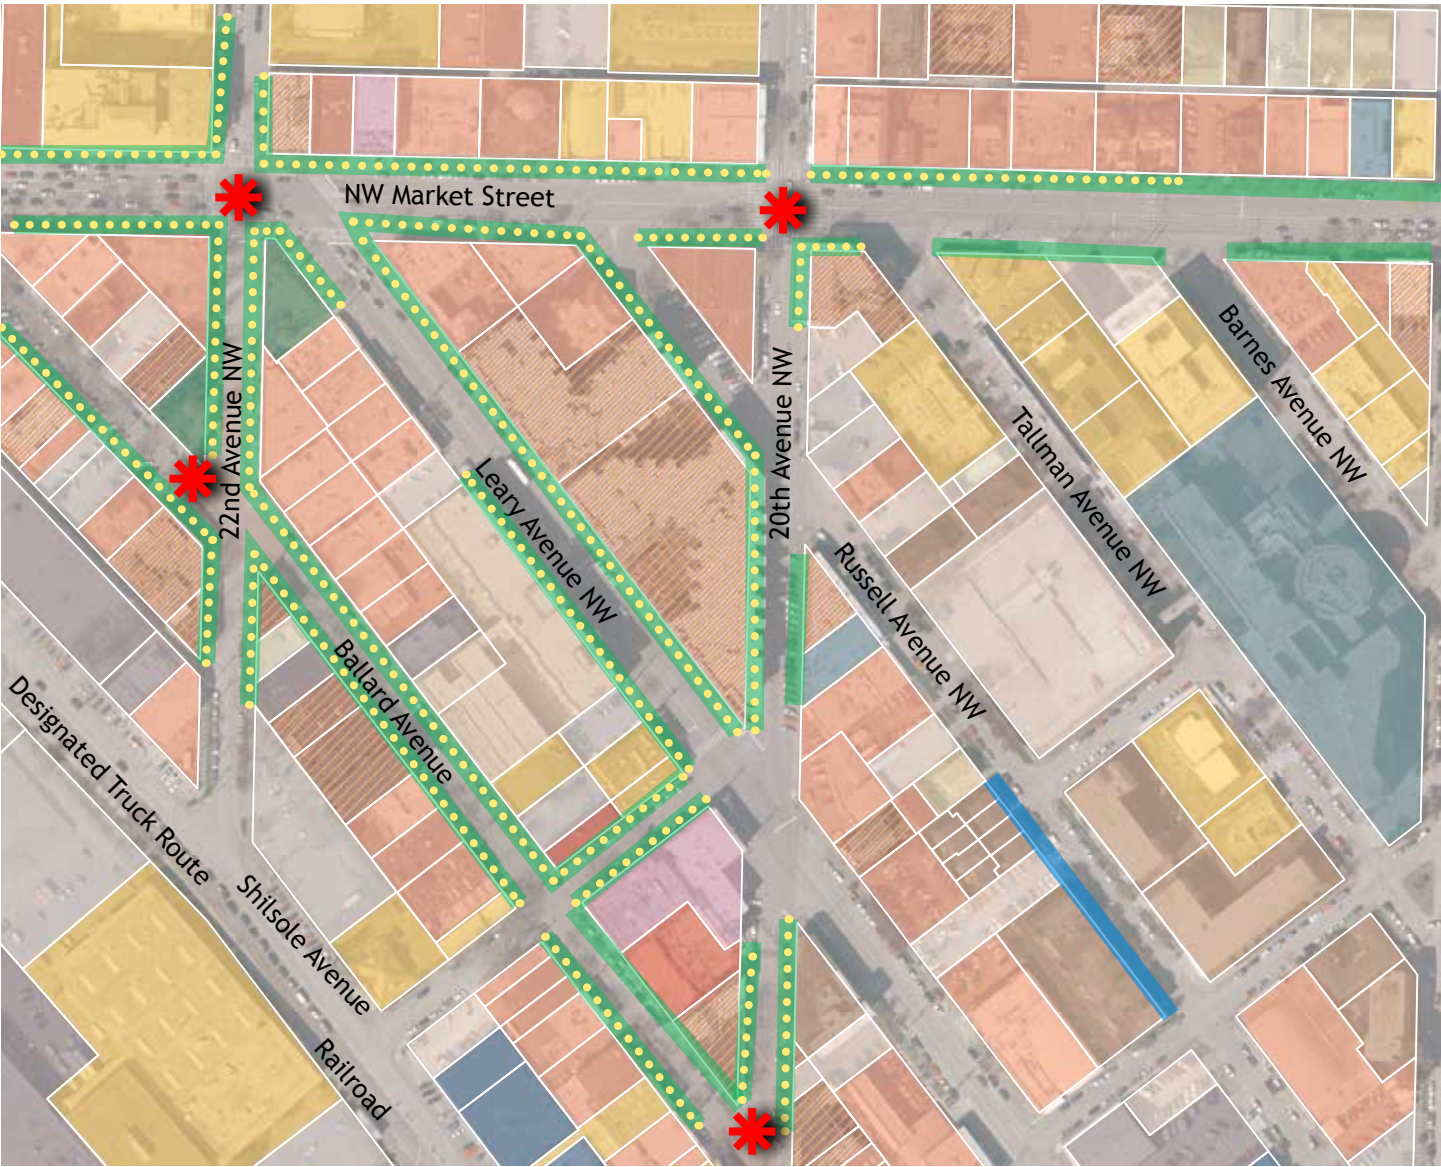 NW Market Street
22nd Avenue NW
20th Avenue NW
Barnes Avenue NW
Tallman Avenue NW
Leary Avenue NW
Russell Avenue NW
Ballard Avenue
Designated Truck Route
Shilsole Avenue
Railroad